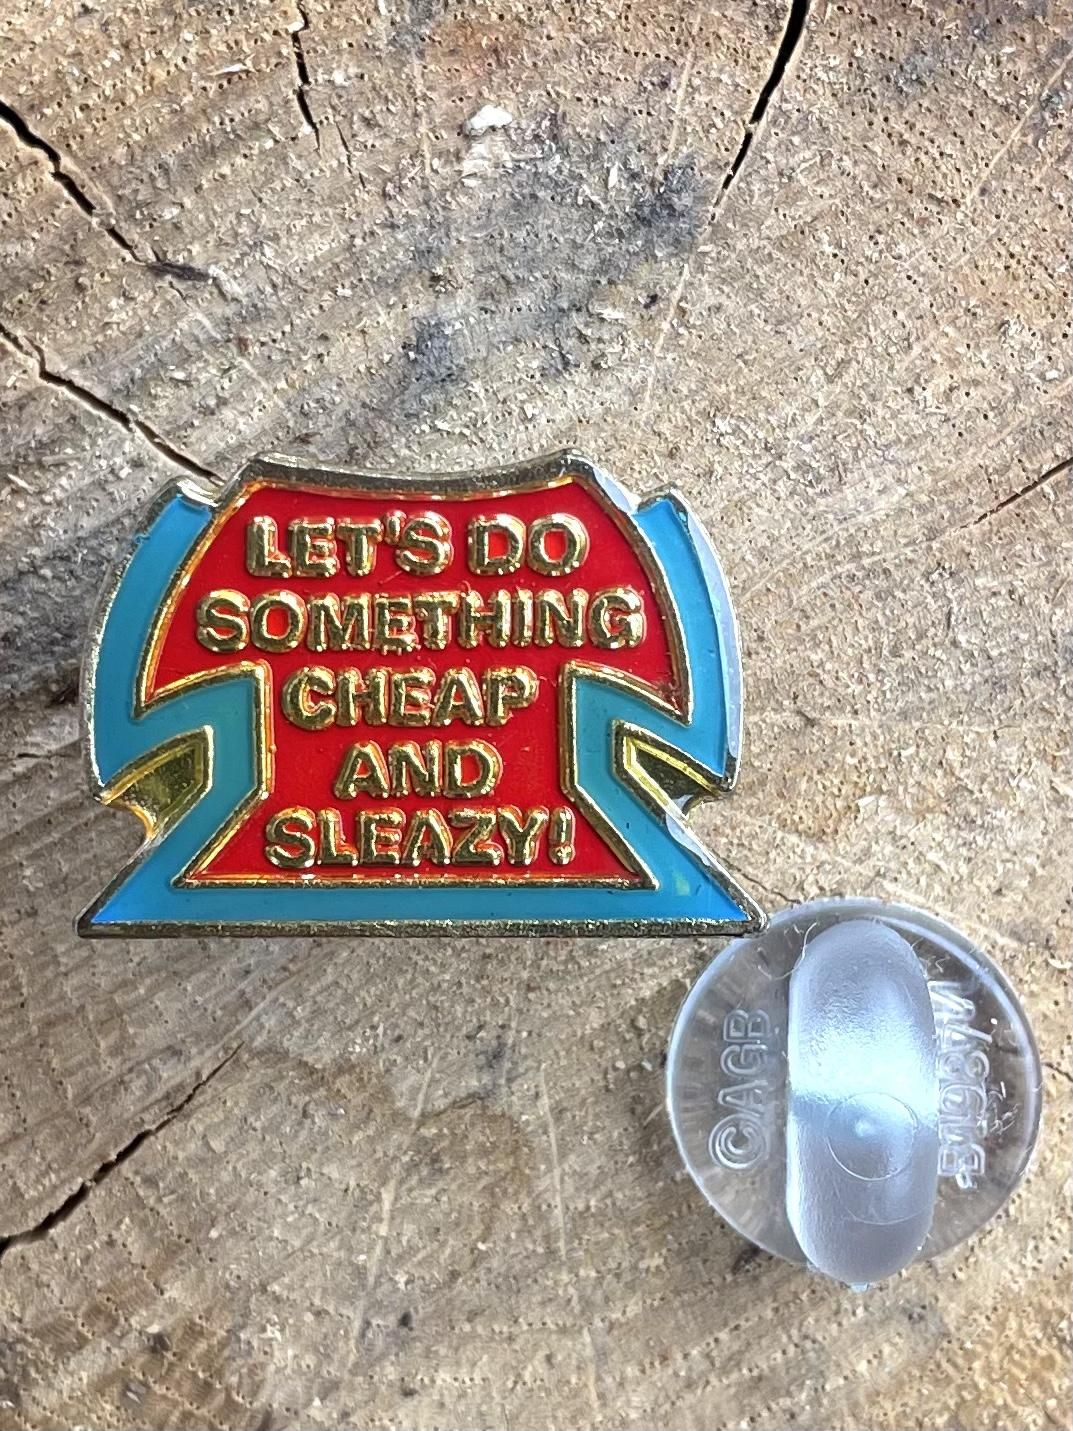 LET'S DO
SOMETHING
CHEAP
AND
SLEAZY!
©AGB